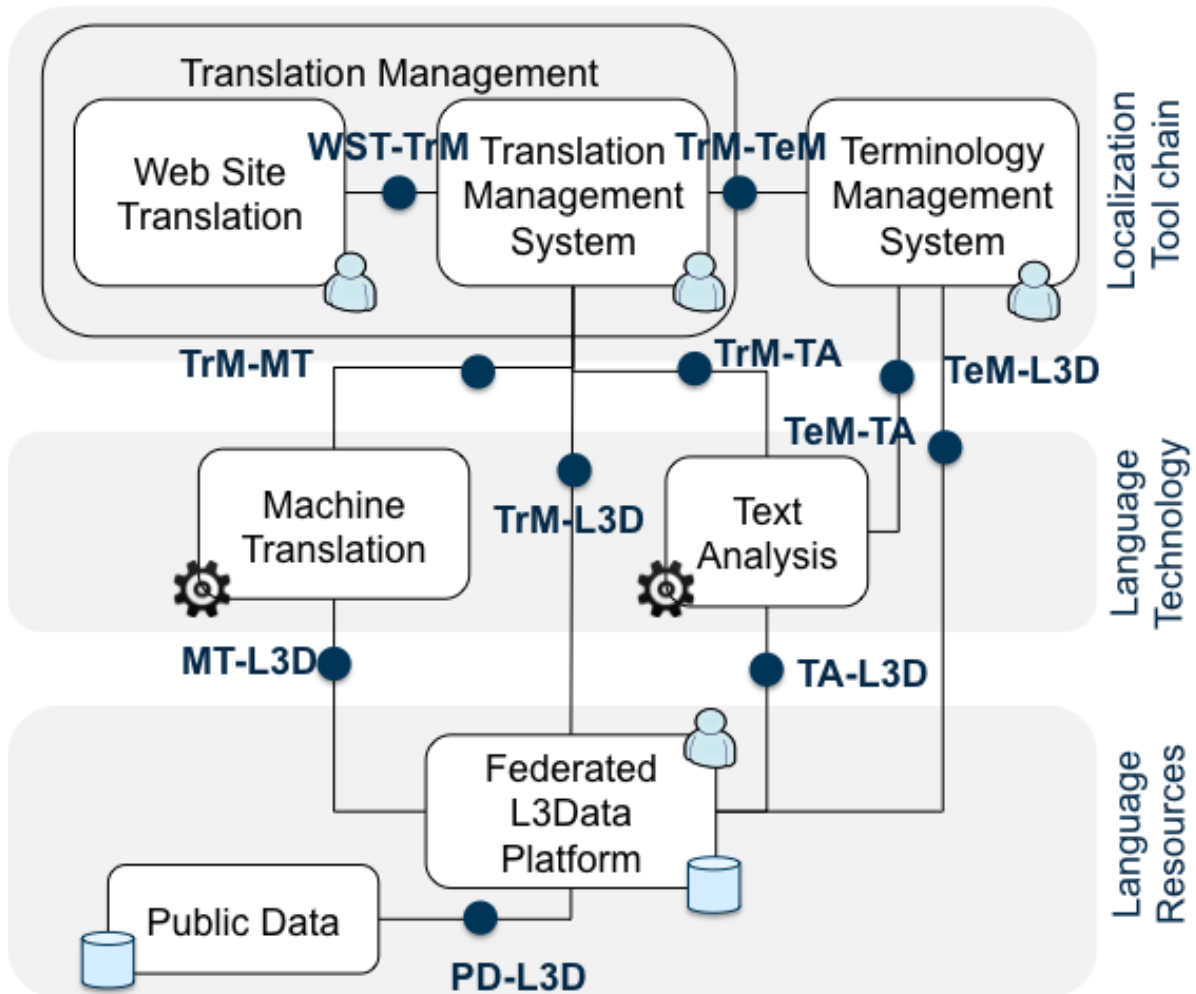 Translation Management
Web Site
Translation
WST-TrM
Translation
Management
System
TrM-TeM
Terminology
Management
System
Localization
Tool chain
TrM-MT
TrM-TA
TeM-L3D
TeM-TA
Machine
Translation
TrM-L3D
Text
Analysis
Language
Technology
MT-L3D
TA-L3D
Federated
L3Data
Platform
Public Data
PD-L3D
Language
Resources